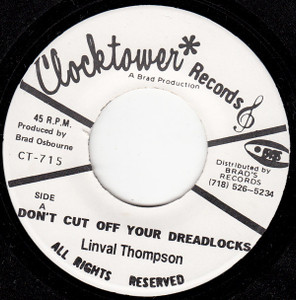 Clocktower* Records
A Brad Production
45 R.P.M.
Produced by
Brad Osbourne
CT-715
Distributed by
BRAD'S
RECORDS
(718) 526-5234
SIDE
A
DON'T CUT OFF YOUR DREADLOCKS
Linval Thompson
ALL RIGHTS RESERVED